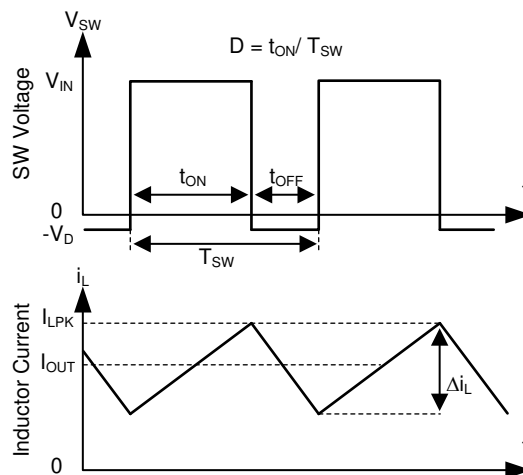 V_SW
D = t_ON/ T_SW
SW Voltage
V_IN
t_ON
t_OFF
0
t
-V_D
T_SW
i_L
Inductor Current
I_LPK
I_OUT
Δi_L
0
t